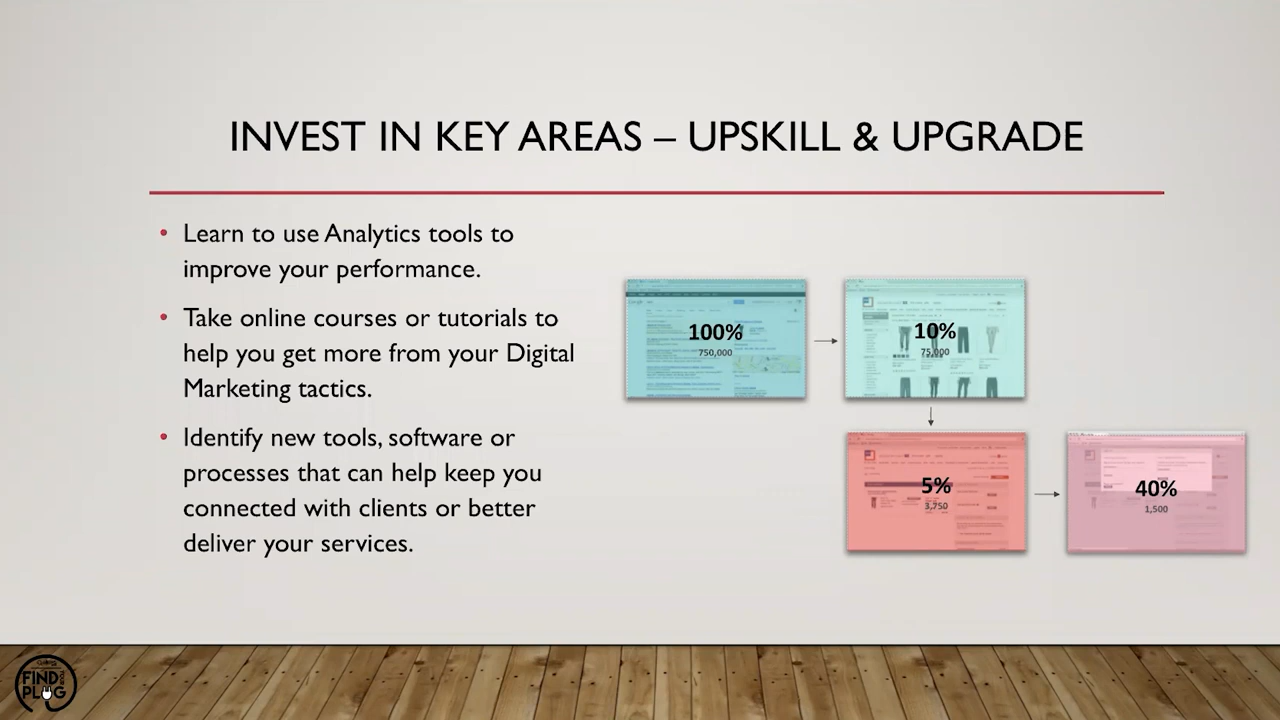 INVEST IN KEY AREAS – UPSKILL & UPGRADE
• Learn to use Analytics tools to
improve your performance.
• Take online courses or tutorials to
help you get more from your Digital
Marketing tactics.
• Identify new tools, software or
processes that can help keep you
connected with clients or better
deliver your services.
100%
750,000
10%
75,000
5%
3,750
40%
1,500
FIND
YOUR
PLUG